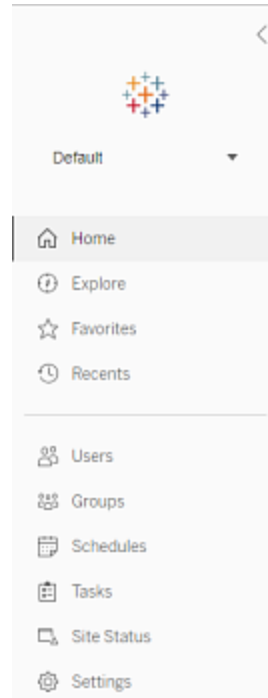 Default
Home
Explore
Favorites
Recents
Users
Groups
Schedules
Tasks
Site Status
Settings